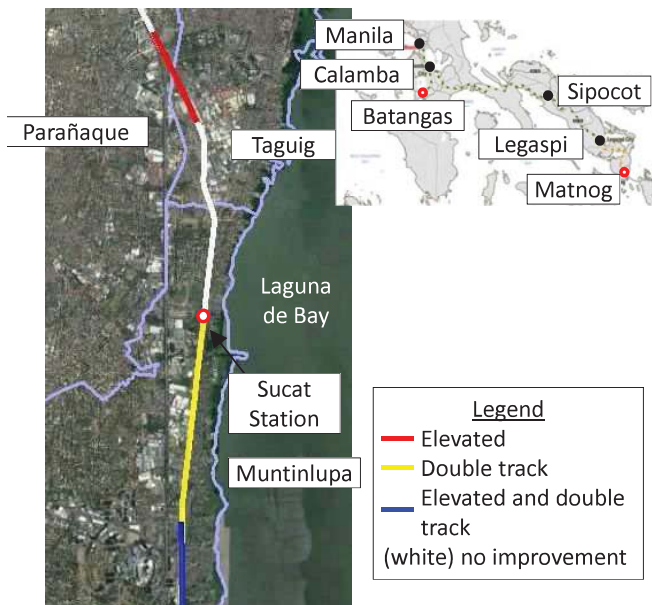 Manila
Calamba
Sipocot
Batangas
Parañaque
Taguig
Legaspi
Matnog
Laguna
de Bay
Sucat
Station
Muntinlupa
Legend
Elevated
Double track
Elevated and double
track
(white) no improvement